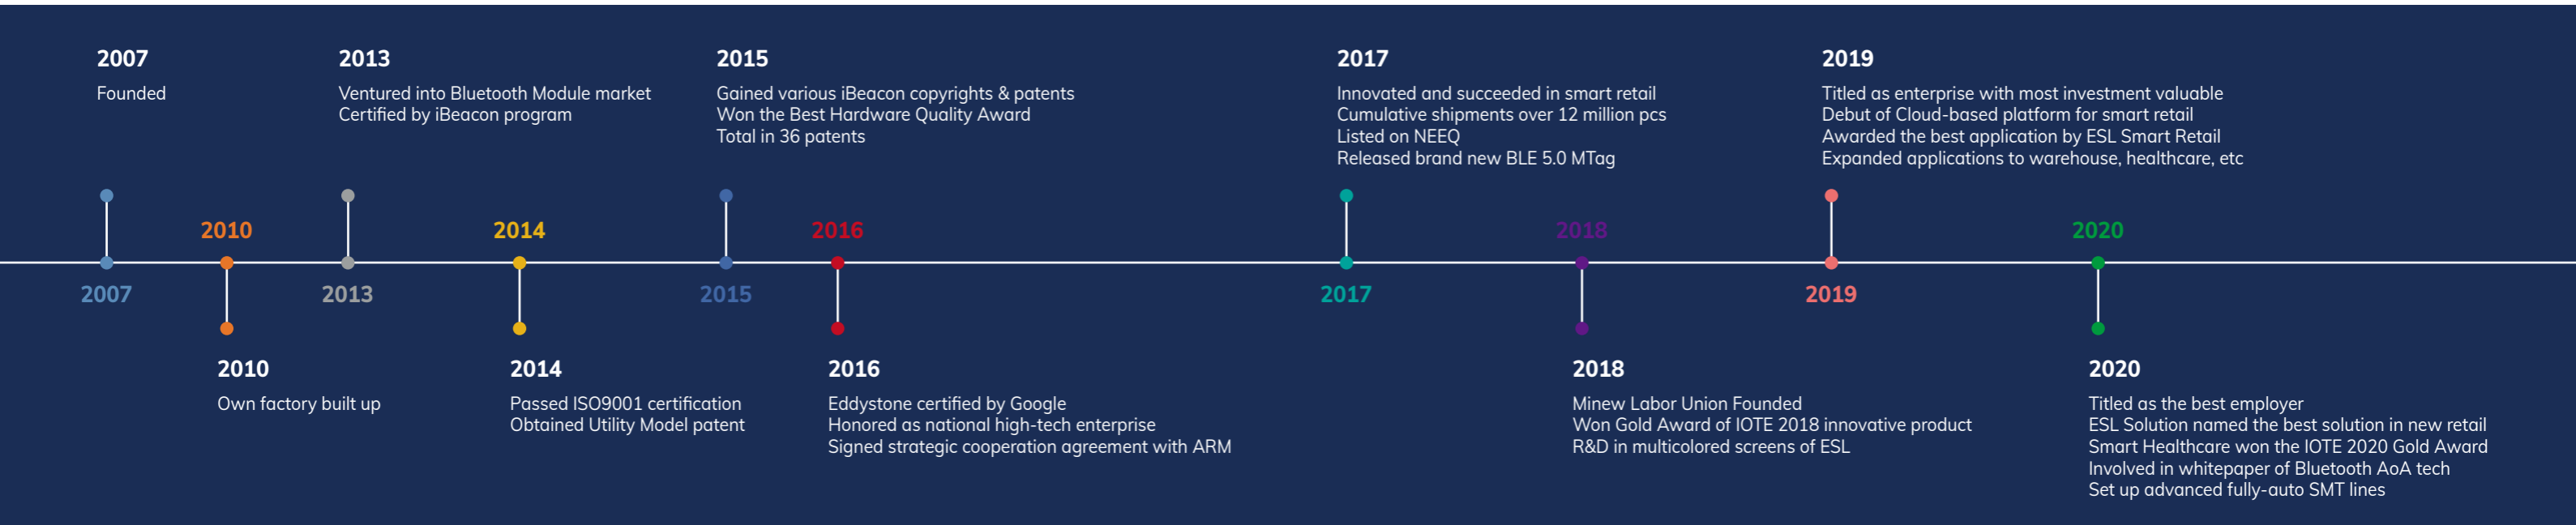 2007
Founded
2013
Ventured into Bluetooth Module market
Certified by iBeacon program
2015
Gained various iBeacon copyrights & patents
Won the Best Hardware Quality Award
Total in 36 patents
2017
Innovated and succeeded in smart retail
Cumulative shipments over 12 million pcs
Listed on NEEQ
Released brand new BLE 5.0 MTag
2019
Titled as enterprise with most investment valuable
Debut of Cloud-based platform for smart retail
Awarded the best application by ESL Smart Retail
Expanded applications to warehouse, healthcare, etc
2010
2014
2016
2018
2020
2007
2013
2015
2017
2019
2010
Own factory built up
2014
Passed ISO9001 certification
Obtained Utility Model patent
2016
Eddystone certified by Google
Honored as national high-tech enterprise
Signed strategic cooperation agreement with ARM
2018
Minew Labor Union Founded
Won Gold Award of IOTE 2018 innovative product
R&D in multicolored screens of ESL
2020
Titled as the best employer
ESL Solution named the best solution in new retail
Smart Healthcare won the IOTE 2020 Gold Award
Involved in whitepaper of Bluetooth AoA tech
Set up advanced fully-auto SMT lines